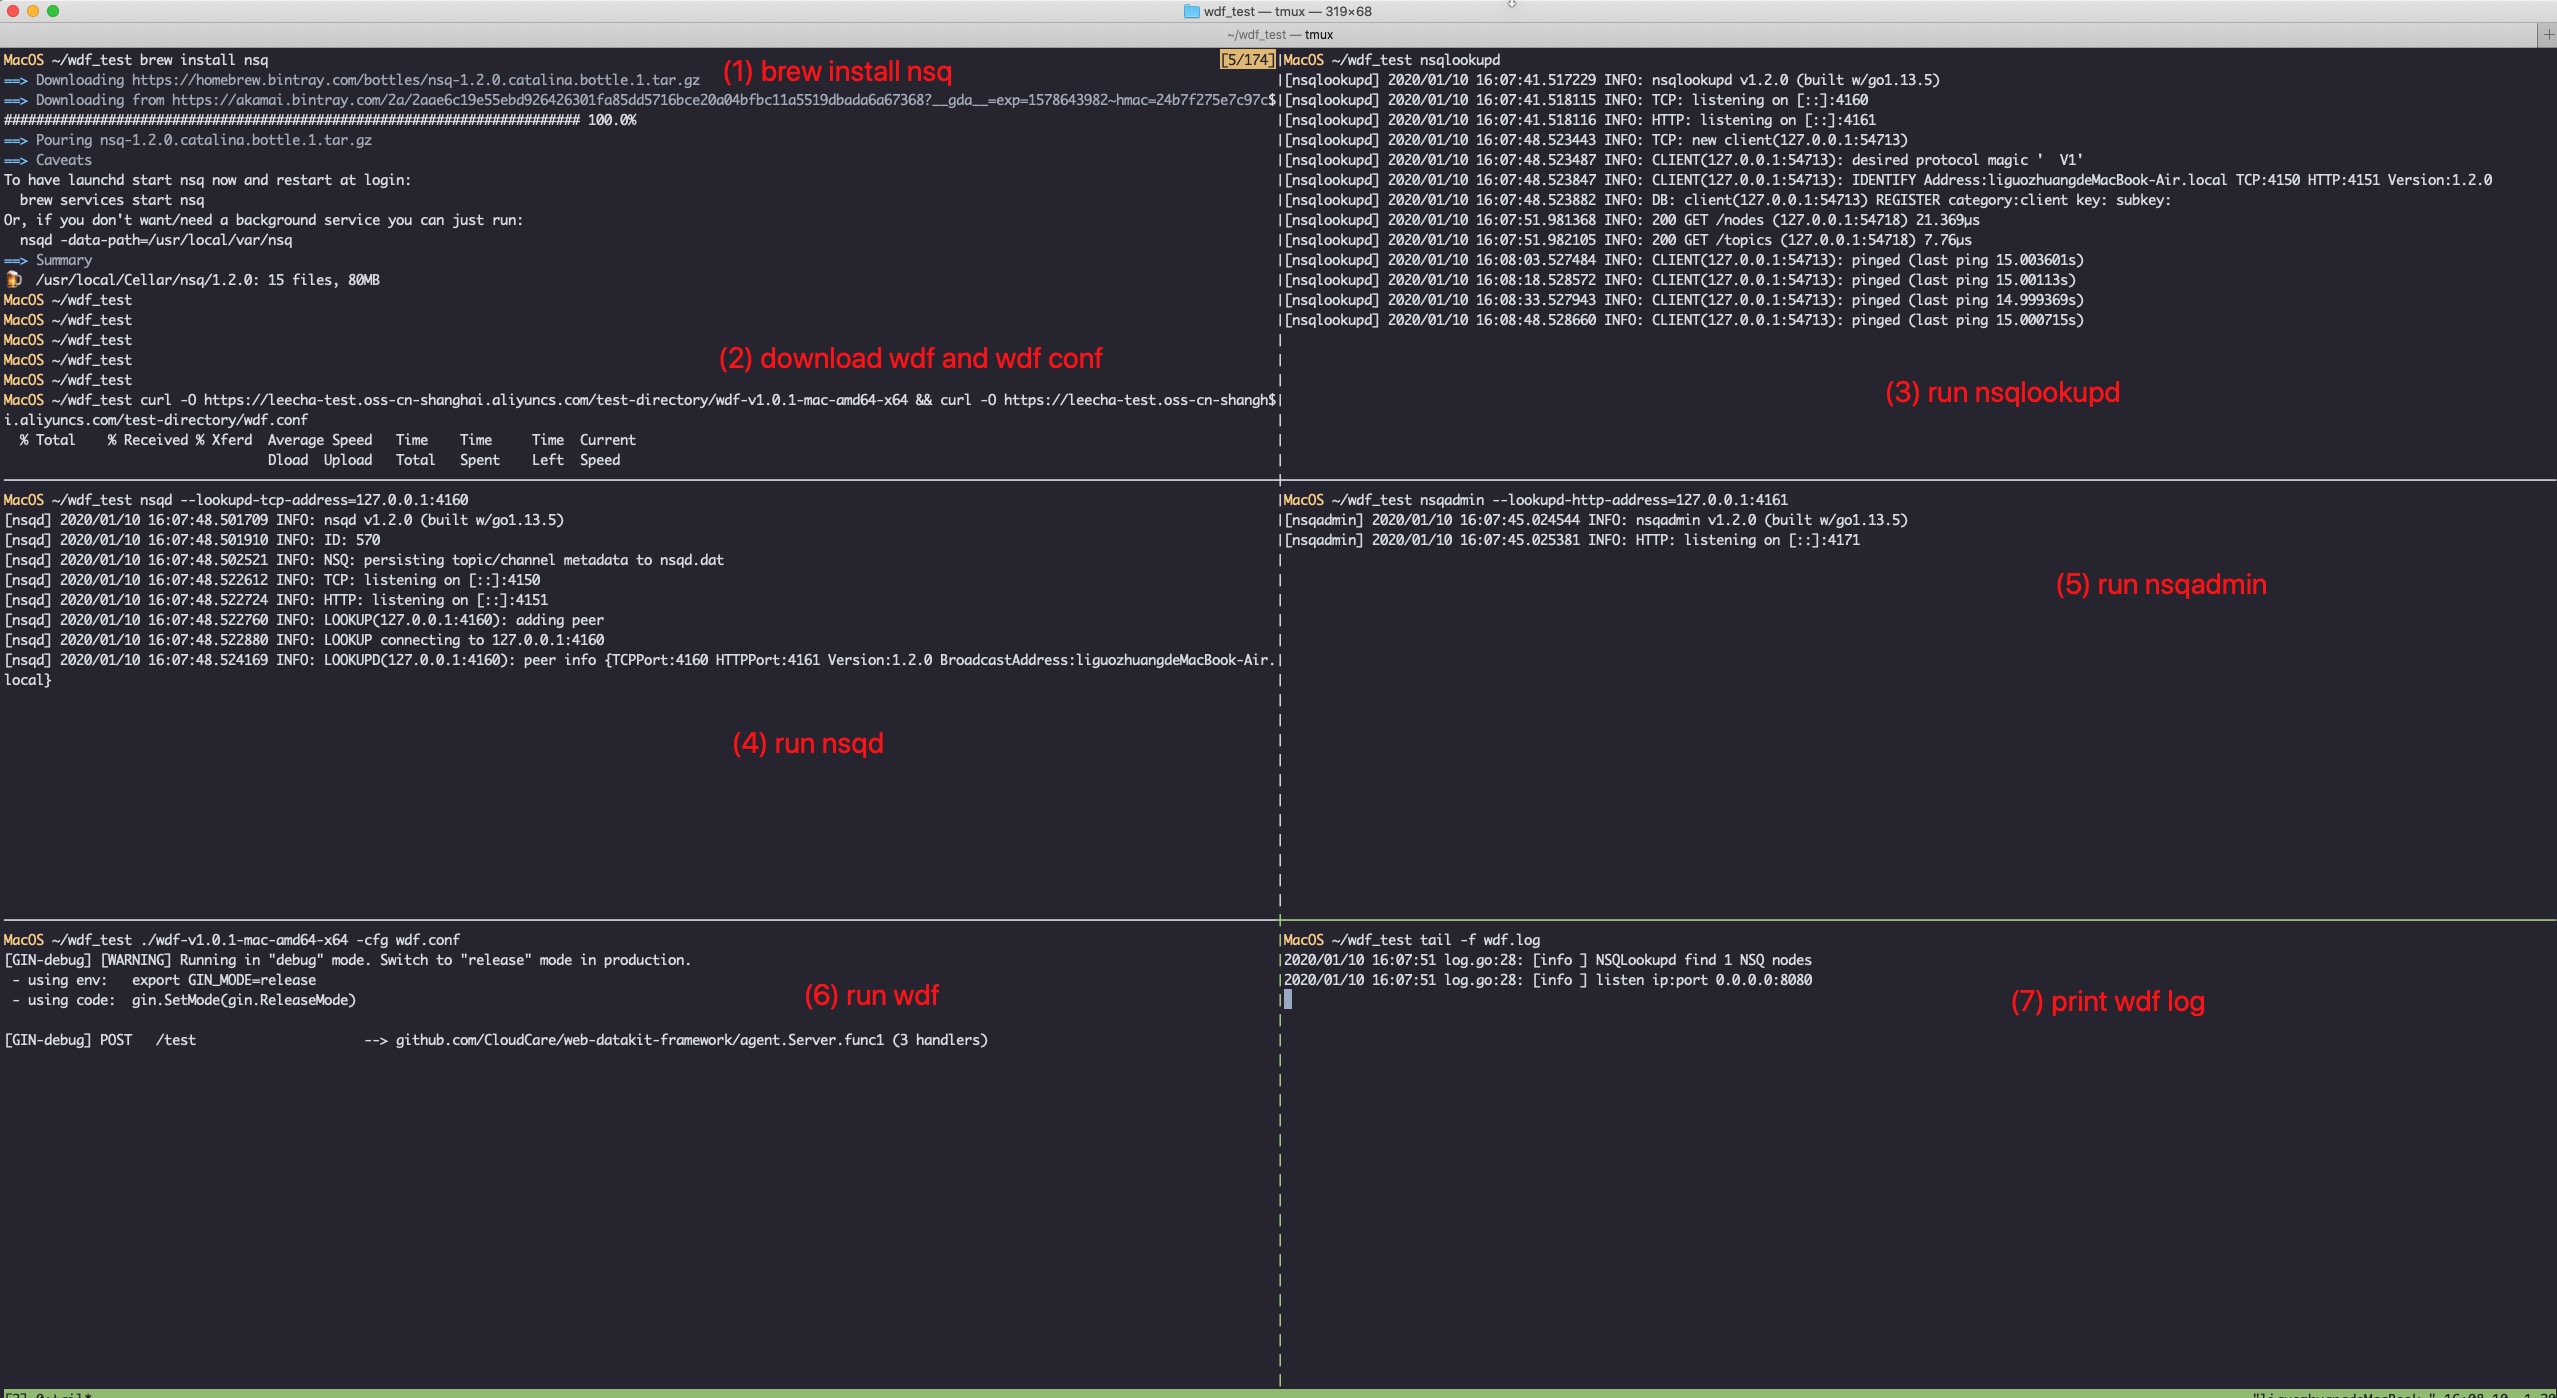 wdf_test — tmux — 319×68
~/wdf_test — tmux
MacOS ~/wdf_test brew install nsq
[5/174]
==> Downloading https://homebrew.bintray.com/bottles/nsq-1.2.0.catalina.bottle.1.tar.gz
(1) brew install nsq
==> Downloading from https://akamai.bintray.com/2a/2aae6c19e55ebd926426301fa85dd5716bce20a04bfbc11a5519dbada6a67368?__gda__=exp=1578643982~hmac=24b7f275e7c97c$
######################################################################## 100.0%
==> Pouring nsq-1.2.0.catalina.bottle.1.tar.gz
==> Caveats
To have launchd start nsq now and restart at login:
  brew services start nsq
Or, if you don't want/need a background service you can just run:
  nsqd -data-path=/usr/local/var/nsq
==> Summary
🍺  /usr/local/Cellar/nsq/1.2.0: 15 files, 80MB
MacOS ~/wdf_test
MacOS ~/wdf_test
MacOS ~/wdf_test
MacOS ~/wdf_test
MacOS ~/wdf_test
(2) download wdf and wdf conf
MacOS ~/wdf_test curl -O https://leecha-test.oss-cn-shanghai.aliyuncs.com/test-directory/wdf-v1.0.1-mac-amd64-x64 && curl -O https://leecha-test.oss-cn-shangh$
i.aliyuncs.com/test-directory/wdf.conf
  % Total    % Received % Xferd  Average Speed   Time    Time     Time  Current
                                 Dload  Upload   Total   Spent    Left  Speed
MacOS ~/wdf_test nsqlookupd
[nsqlookupd] 2020/01/10 16:07:41.517229 INFO: nsqlookupd v1.2.0 (built w/go1.13.5)
[nsqlookupd] 2020/01/10 16:07:41.518115 INFO: TCP: listening on [::]:4160
[nsqlookupd] 2020/01/10 16:07:41.518116 INFO: HTTP: listening on [::]:4161
[nsqlookupd] 2020/01/10 16:07:48.523443 INFO: TCP: new client(127.0.0.1:54713)
[nsqlookupd] 2020/01/10 16:07:48.523487 INFO: CLIENT(127.0.0.1:54713): desired protocol magic '  V1'
[nsqlookupd] 2020/01/10 16:07:48.523847 INFO: CLIENT(127.0.0.1:54713): IDENTIFY Address:liguozhuangdeMacBook-Air.local TCP:4150 HTTP:4151 Version:1.2.0
[nsqlookupd] 2020/01/10 16:07:48.523882 INFO: DB: client(127.0.0.1:54713) REGISTER category:client key: subkey:
[nsqlookupd] 2020/01/10 16:07:51.981368 INFO: 200 GET /nodes (127.0.0.1:54718) 21.369µs
[nsqlookupd] 2020/01/10 16:07:51.982105 INFO: 200 GET /topics (127.0.0.1:54718) 7.76µs
[nsqlookupd] 2020/01/10 16:08:03.527484 INFO: CLIENT(127.0.0.1:54713): pinged (last ping 15.003601s)
[nsqlookupd] 2020/01/10 16:08:18.528572 INFO: CLIENT(127.0.0.1:54713): pinged (last ping 15.00113s)
[nsqlookupd] 2020/01/10 16:08:33.527943 INFO: CLIENT(127.0.0.1:54713): pinged (last ping 14.999369s)
[nsqlookupd] 2020/01/10 16:08:48.528660 INFO: CLIENT(127.0.0.1:54713): pinged (last ping 15.000715s)
(3) run nsqlookupd
MacOS ~/wdf_test nsqd --lookupd-tcp-address=127.0.0.1:4160
[nsqd] 2020/01/10 16:07:48.501709 INFO: nsqd v1.2.0 (built w/go1.13.5)
[nsqd] 2020/01/10 16:07:48.501910 INFO: ID: 570
[nsqd] 2020/01/10 16:07:48.502521 INFO: NSQ: persisting topic/channel metadata to nsqd.dat
[nsqd] 2020/01/10 16:07:48.522612 INFO: TCP: listening on [::]:4150
[nsqd] 2020/01/10 16:07:48.522724 INFO: HTTP: listening on [::]:4151
[nsqd] 2020/01/10 16:07:48.522760 INFO: LOOKUP(127.0.0.1:4160): adding peer
[nsqd] 2020/01/10 16:07:48.522880 INFO: LOOKUP connecting to 127.0.0.1:4160
[nsqd] 2020/01/10 16:07:48.524169 INFO: LOOKUPD(127.0.0.1:4160): peer info {TCPPort:4160 HTTPPort:4161 Version:1.2.0 BroadcastAddress:liguozhuangdeMacBook-Air.
local}
(4) run nsqd
MacOS ~/wdf_test nsqadmin --lookupd-http-address=127.0.0.1:4161
[nsqadmin] 2020/01/10 16:07:45.024544 INFO: nsqadmin v1.2.0 (built w/go1.13.5)
[nsqadmin] 2020/01/10 16:07:45.025381 INFO: HTTP: listening on [::]:4171
(5) run nsqadmin
MacOS ~/wdf_test ./wdf-v1.0.1-mac-amd64-x64 -cfg wdf.conf
[GIN-debug] [WARNING] Running in "debug" mode. Switch to "release" mode in production.
 - using env:   export GIN_MODE=release
 - using code:  gin.SetMode(gin.ReleaseMode)
(6) run wdf
[GIN-debug] POST   /test                     --> github.com/CloudCare/web-datakit-framework/agent.Server.func1 (3 handlers)
MacOS ~/wdf_test tail -f wdf.log
2020/01/10 16:07:51 log.go:28: [info ] NSQLookupd find 1 NSQ nodes
2020/01/10 16:07:51 log.go:28: [info ] listen ip:port 0.0.0.0:8080
(7) print wdf log